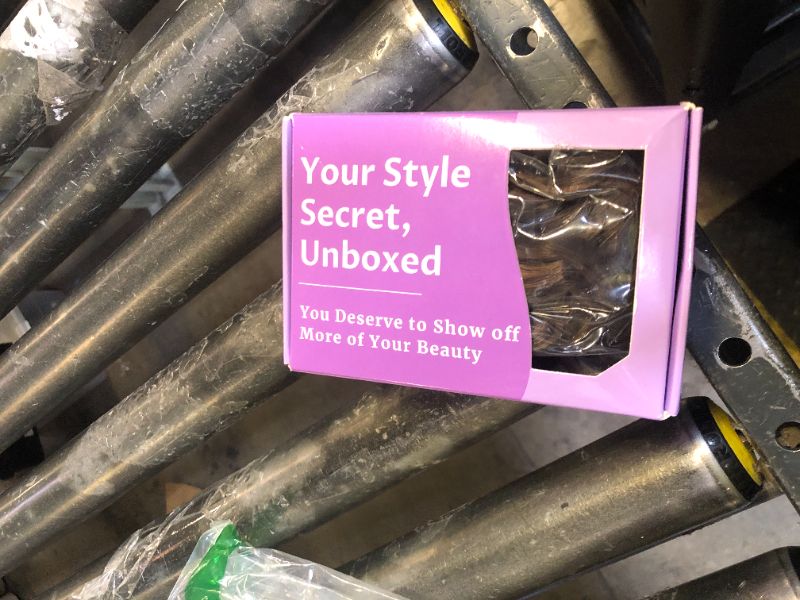 Your Style
Secret,
Unboxed
You Deserve to Show off
More of Your Beauty